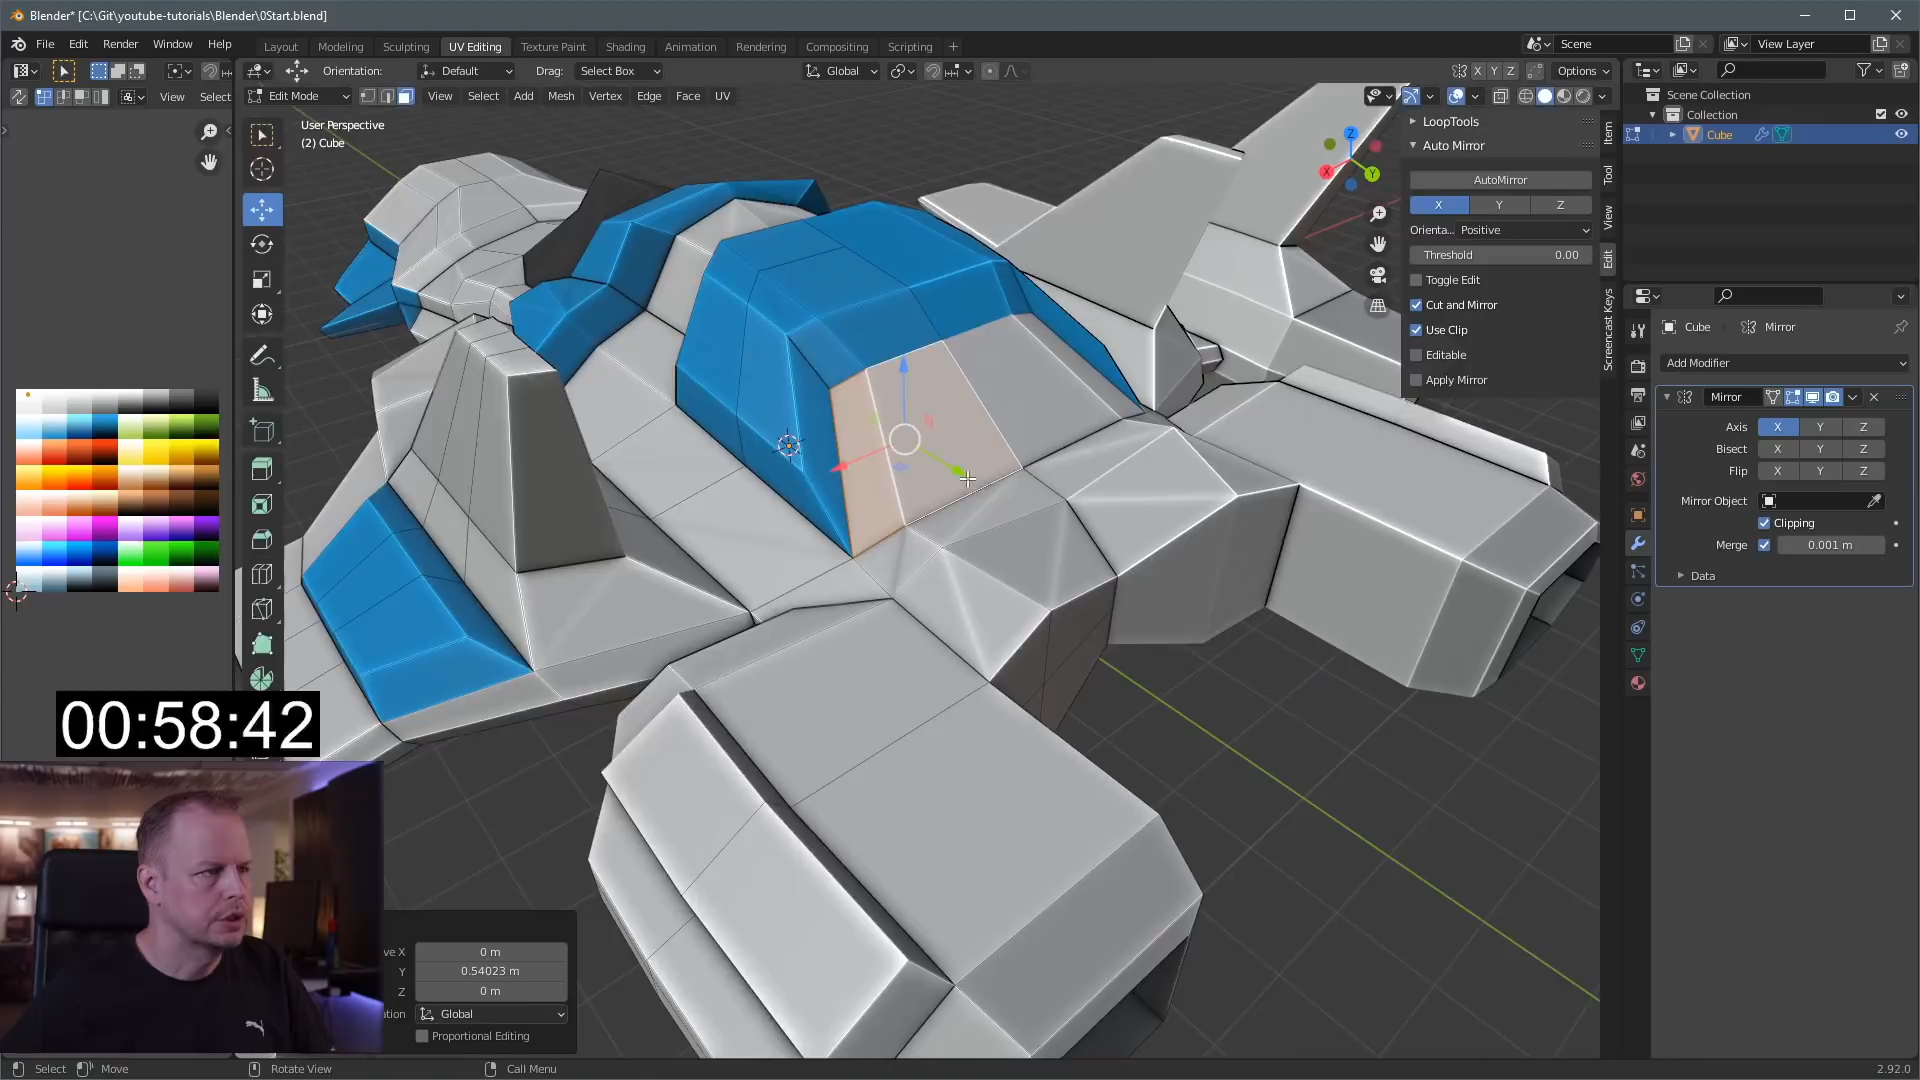 Blender* [C:\Git\youtube-tutorials\Blender\0Start.blend]
File Edit Render Window Help
Layout Modeling Sculpting UV Editing Texture Paint Shading Animation Rendering Compositing Scripting +
Scene
View Layer
Orientation: Default Drag: Select Box
Global
X Y Z Options
View Select
Edit Mode
View Select Add Mesh Vertex Edge Face UV
User Perspective
(2) Cube
Z
X
Y
LoopTools
Auto Mirror
AutoMirror
X Y Z
Orienta... Positive
Threshold 0.00
Toggle Edit
Cut and Mirror
Use Clip
Editable
Apply Mirror
Item
Tool
View
Edit
Screencast Keys
Scene Collection
Collection
Cube
Cube Mirror
Add Modifier
Mirror
Axis X Y Z
Bisect X Y Z
Flip X Y Z
Mirror Object
Clipping
Merge 0.001 m
Data
00:58:42
ve X 0 m
Y 0.54023 m
Z 0 m
ation Global
Proportional Editing
Select Move Rotate View Call Menu
2.92.0